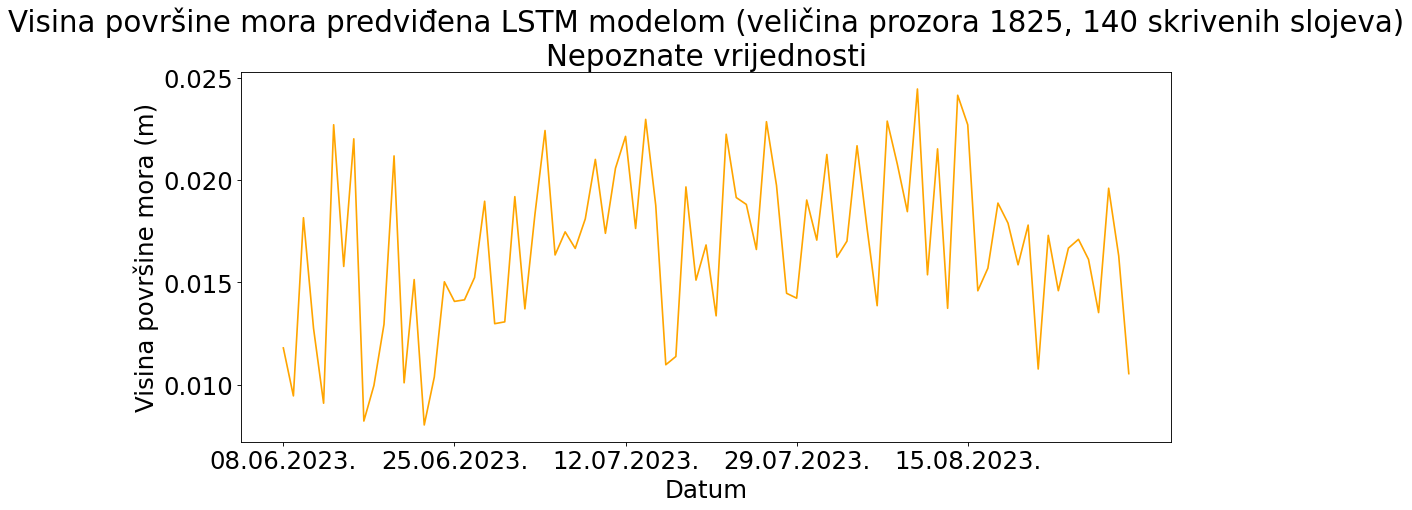 Visina površine mora predviđena LSTM modelom (veličina prozora 1825, 140 skrivenih slojeva)
Nepoznate vrijednosti
Visina površine mora (m)
0.025
0.020
0.015
0.010
08.06.2023. 25.06.2023. 12.07.2023. 29.07.2023. 15.08.2023.
Datum